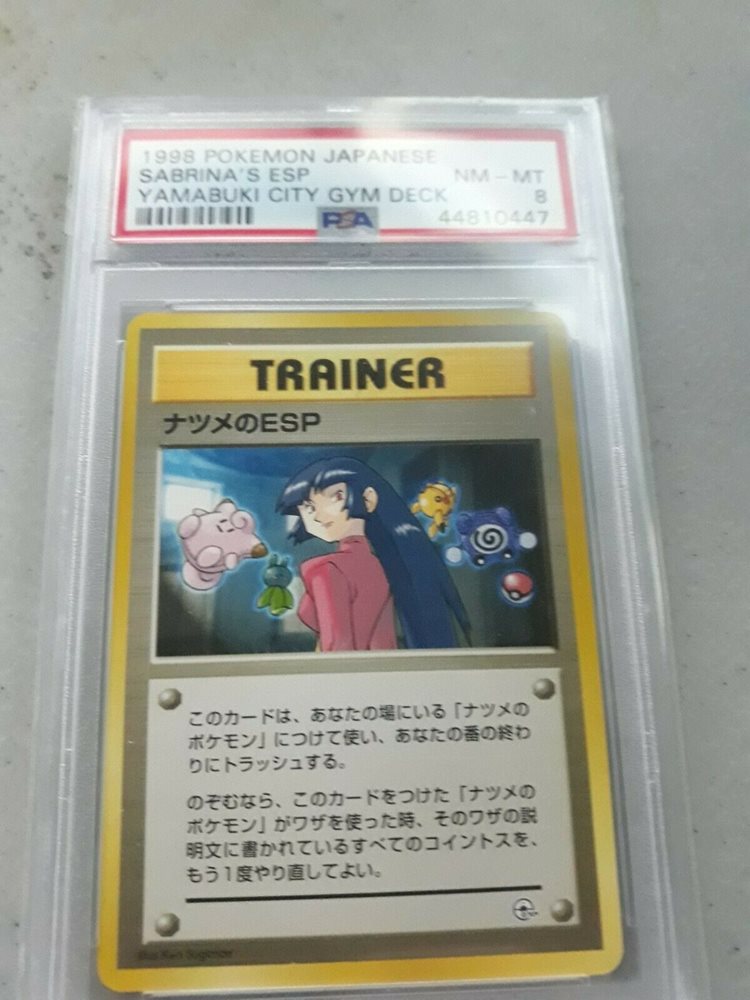 1998 POKEMON JAPANESE
SABRINA'S ESP NM - MT
YAMABUKI CITY GYM DECK 8
PSA 44810447
TRAINER
ナツメのESP
このカードは、あなたの場にいる「ナツメの
ポケモン」につけて使い、あなたの番の終わ
りにトラッシュする。
のぞむなら、このカードをつけた「ナツメの
ポケモン」がワザを使った時、そのワザの説
明文に書かれているすべてのコイントスを、
もう1度やり直してよい。
Illus. Ken Sugimori